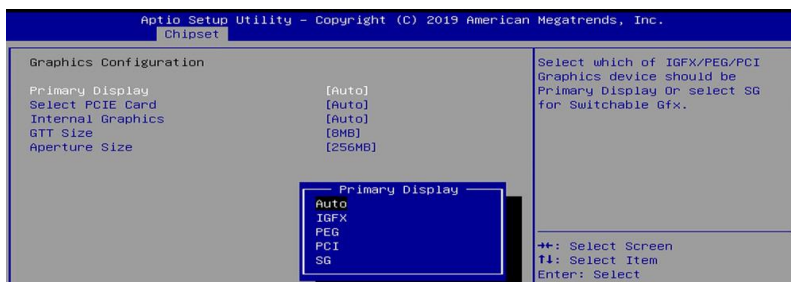 Aptio Setup Utility – Copyright (C) 2019 American Megatrends, Inc.
Chipset
Graphics Configuration
Primary Display [Auto]
Select PCIE Card [Auto]
Internal Graphics [Auto]
GTT Size [8MB]
Aperture Size [256MB]
Primary Display
Auto
IGFX
PEG
PCI
SG
Select which of IGFX/PEG/PCI
Graphics device should be
Primary Display Or select SG
for Switchable Gfx.
→←: Select Screen
↑↓: Select Item
Enter: Select